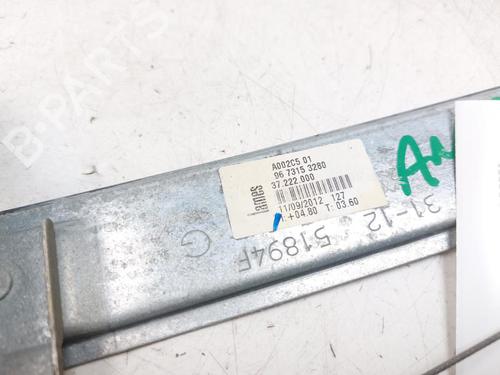 B-PARTS
A002C5.01
96 7315 3280
37.222.000
ames
11/09/2012 127
+04.80 T: 03.60
31-12 51894F
G